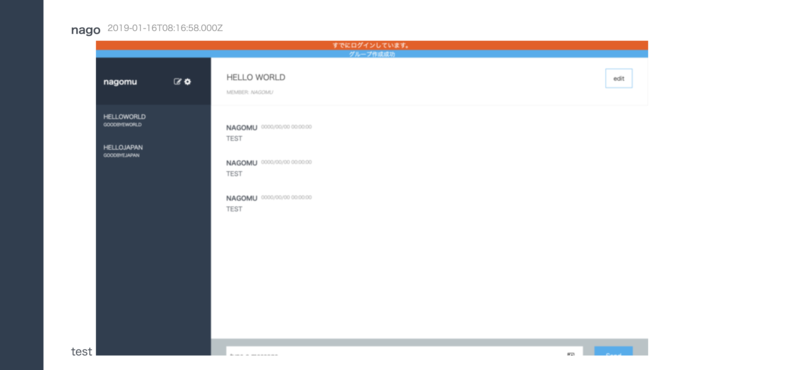 nago 2019-01-16T08:16:58.000Z
すでにログインしています。
グループ作成成功
nagomu
HELLO WORLD
edit
MEMBER: NAGOMU
HELLOWORLD
GOODBYEWORLD
HELLOJAPAN
GOODBYEJAPAN
NAGOMU 0000/00/00 00:00:00
TEST
NAGOMU 0000/00/00 00:00:00
TEST
NAGOMU 0000/00/00 00:00:00
TEST
type a message
Send
test